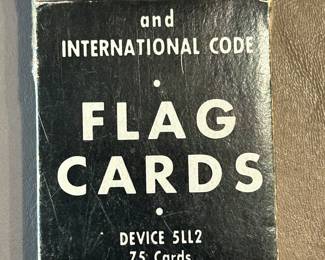 and
INTERNATIONAL CODE
•
FLAG
CARDS
•
DEVICE 5LL2
75 Cards